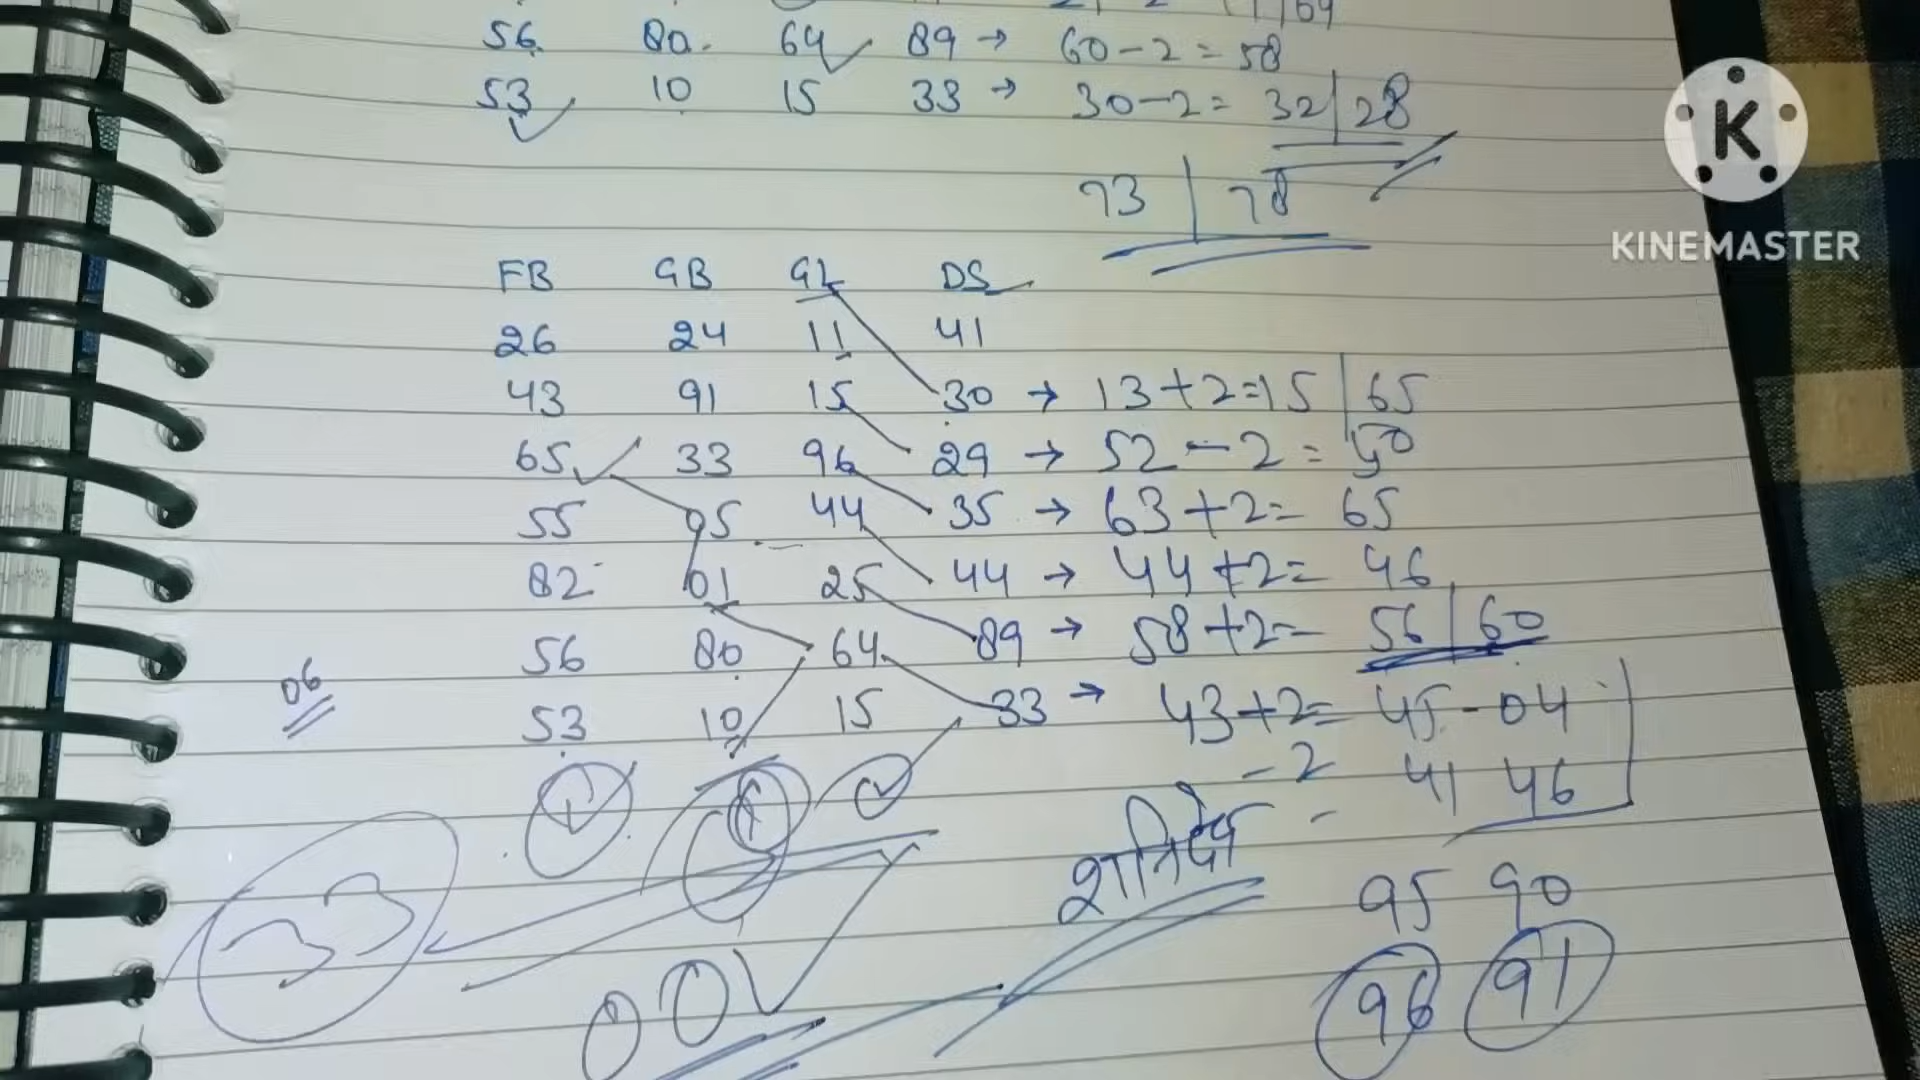 56 80 64 89 → 60 - 2 = 58
53 10 15 33 → 30 - 2 = 32 | 28
73 | 78
KINEMASTER
FB GB GL DS
26 24 11 41
43 91 15 30 → 13 + 2 = 15 | 65
65 33 96 29 → 52 - 2 = 50
55 95 44 35 → 63 + 2 = 65
82 01 25 44 → 44 + 2 = 46
56 80 64 89 → 58 + 2 = 56 | 60
06
53 10 15 33 → 43 + 2 = 45 - 04
- 2 41 46
शनिदेव
95 90
96 91
33